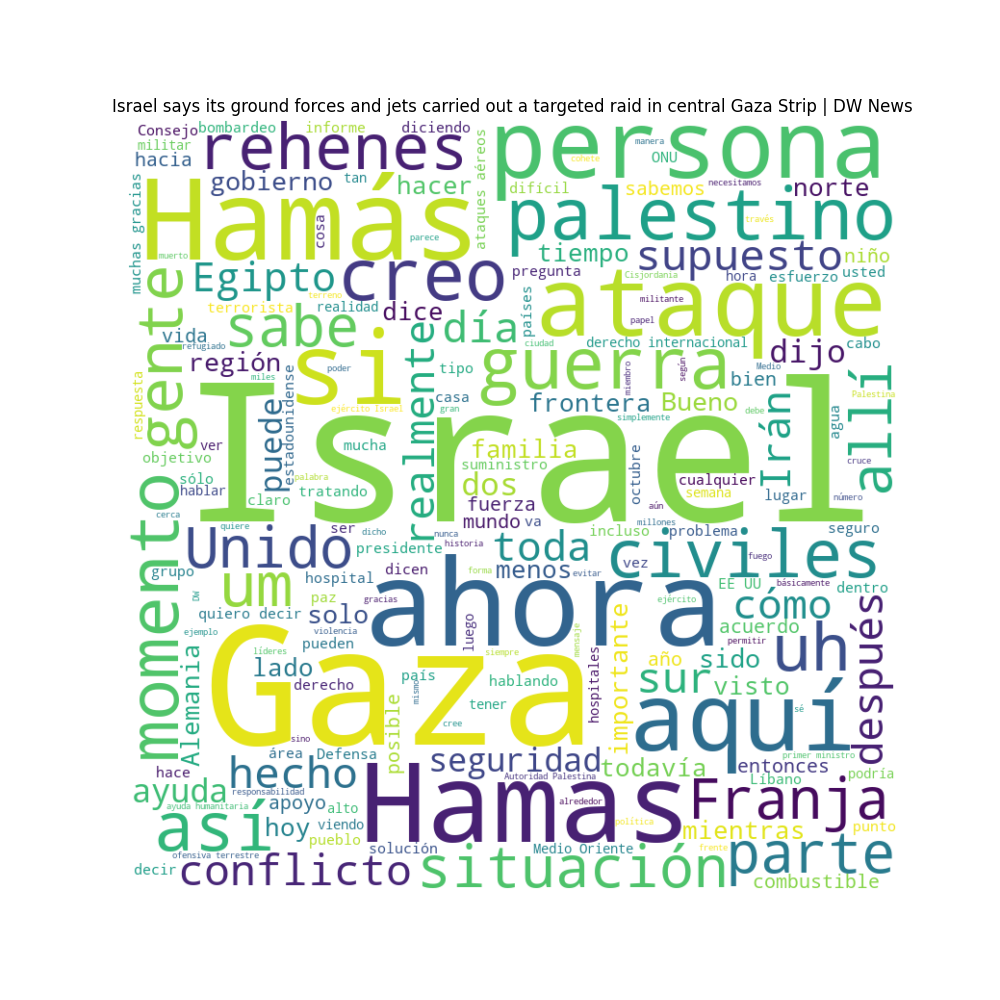 Israel says its ground forces and jets carried out a targeted raid in central Gaza Strip | DW News
Consejo
bombardeo
informe
diciendo
militar
rehenes
persona
manera
cohete
ONU
hacia
gobierno
tan
hacer
ataques aéreos
difícil
sabemos
necesitamos
norte
muchas gracias
Hamás
cosa
parece
palestino
través
muerto
tiempo
supuesto
niño
Egipto
creo
pregunta
Cisjordania
hora
esfuerzo
usted
gente
terrorista
terreno
realidad
dice
países
militante
papel
ataque
vida
refugiado
sabe
día
ciudad
derecho internacional
cabo
región
si
poder
realmente
guerra
miembro
según
dijo
Medio
allí
respuesta
miles
estadounidense
tipo
bien
casa
frontera
Bueno
debe
Irán
agua
Palestina
puede
ejército Israel
gran
simplemente
ver
mucha
familia
cruce
objetivo
suministro
octubre
sólo
hablar
Israel
claro
tratando
palabra
dos
cualquier
semana
lugar
número
momento
cerca
fuerza
aún
quiere
ser
dicho
mundo
va
incluso
millones
problema
seguro
Unido
presidente
nunca
historia
toda
menos
vez
civiles
fuego
grupo
um
hospital
dicen
forma
evitar
EE UU
básicamente
dentro
DW
paz
gracias
ahora
ejército
cómo
quiero decir
solo
permitir
acuerdo
ejemplo
violencia
pueden
luego
hospitales
importante
año
uh
después
Alemania
líderes
lado
siempre
mensaje
sido
Gaza
derecho
país
hablando
sur
visto
mismo
tener
posible
cree
aquí
sé
sino
área
Defensa
seguridad
primer ministro
hace
hecho
todavía
entonces
podría
responsabilidad
Autoridad Palestina
Líbano
ayuda
ayuda humanitaria
apoyo
alto
Hamas
alrededor
Franja
así
hoy
viendo
política
mientras
punto
pueblo
solución
Medio Oriente
frente
parte
ofensiva terrestre
decir
conflicto
situación
combustible